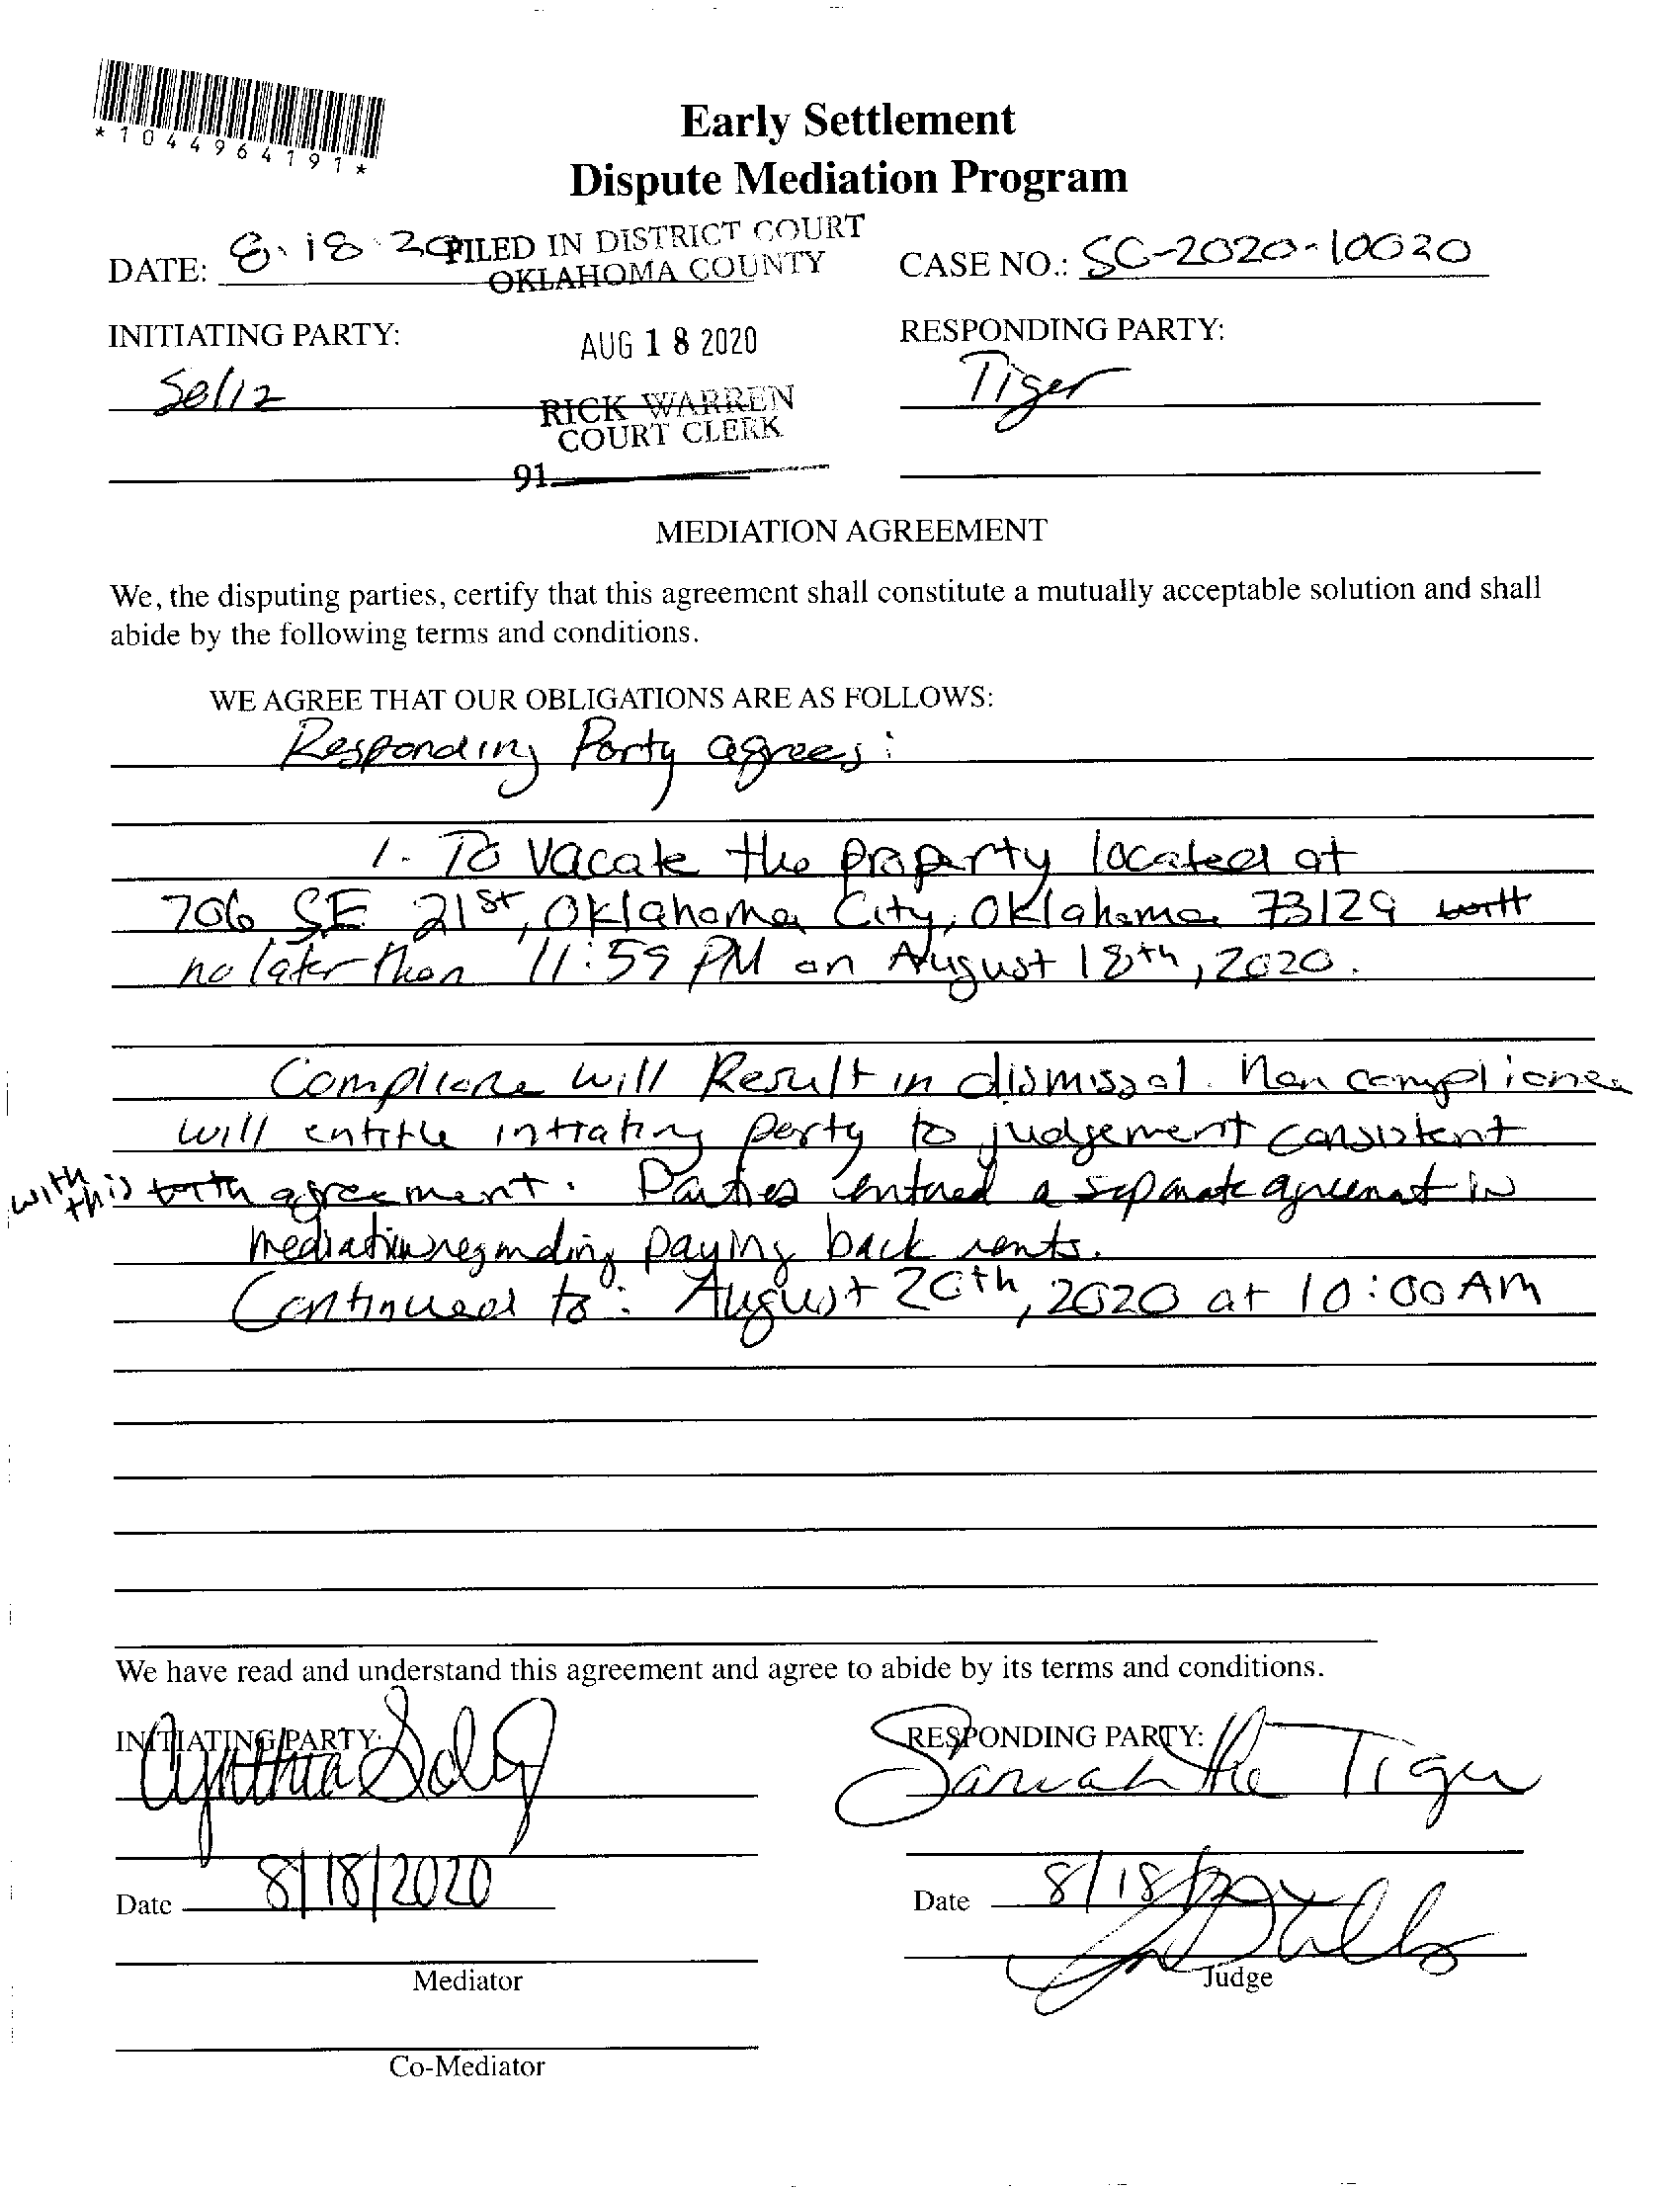 *1044964191*
Early Settlement
Dispute Mediation Program
DATE: 8.18.20 FILED IN DISTRICT COURT
OKLAHOMA COUNTY
CASE NO.: SC-2020-10020
INITIATING PARTY:
AUG 18 2020
RESPONDING PARTY:
Seliz
Tiger
RICK WARREN
COURT CLERK
91
MEDIATION AGREEMENT
We, the disputing parties, certify that this agreement shall constitute a mutually acceptable solution and shall
abide by the following terms and conditions.
WE AGREE THAT OUR OBLIGATIONS ARE AS FOLLOWS:
Responding Party agrees:
1. To vacate the property located at
706 SE 21st, Oklahoma City, Oklahoma 73129
no later than 11:59 PM on August 18th, 2020.
Compliance will Result in dismissal. Non compliance
will entitle intiating party to judgement consistent
with this agreement. Parties entered a separate agreement in
mediation regarding paying back rents.
Continued to: August 20th, 2020 at 10:00 AM
We have read and understand this agreement and agree to abide by its terms and conditions.
INITIATING PARTY:
RESPONDING PARTY:
Cynthia
Samantha Tiger
Date 8/18/2020
Date 8/18/20
Mediator
Judge
Co-Mediator